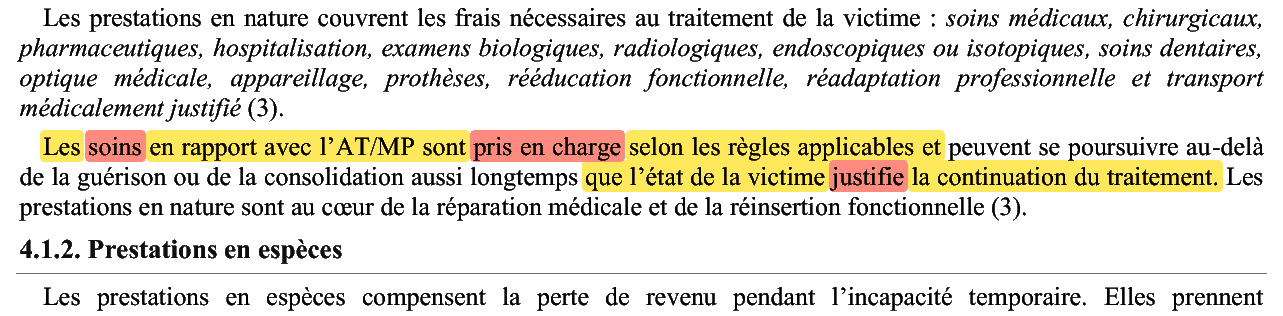 Les prestations en nature couvrent les frais nécessaires au traitement de la victime : soins médicaux, chirurgicaux,
pharmaceutiques, hospitalisation, examens biologiques, radiologiques, endoscopiques ou isotopiques, soins dentaires,
optique médicale, appareillage, prothèses, rééducation fonctionnelle, réadaptation professionnelle et transport
médicalement justifié (3).
Les soins en rapport avec l’AT/MP sont pris en charge selon les règles applicables et peuvent se poursuivre au-delà
de la guérison ou de la consolidation aussi longtemps que l’état de la victime justifie la continuation du traitement. Les
prestations en nature sont au cœur de la réparation médicale et de la réinsertion fonctionnelle (3).
4.1.2. Prestations en espèces
Les prestations en espèces compensent la perte de revenu pendant l’incapacité temporaire. Elles prennent